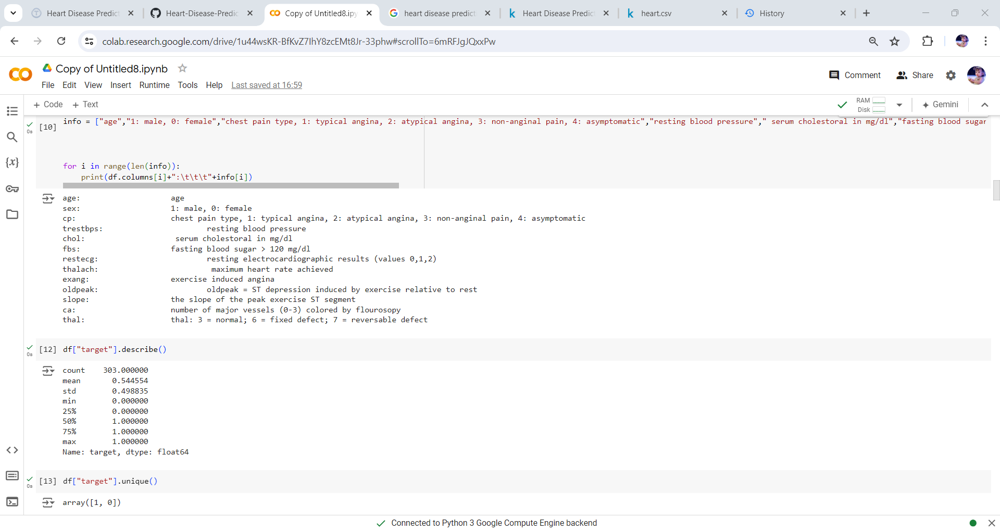 Heart Disease Predict
Heart-Disease-Predic
Copy of Untitled8.ipy
heart disease predict
Heart Disease Predic
heart.csv
History
colab.research.google.com/drive/1u44wsKR-BfKvZ7IhY8zcEMt8Jr-33phw#scrollTo=6mRFJgJQxxPw
Copy of Untitled8.ipynb
File Edit View Insert Runtime Tools Help Last saved at 16:59
Comment
Share
+ Code + Text
RAM
Disk
Gemini
[10]
0s
info = ["age","1: male, 0: female","chest pain type, 1: typical angina, 2: atypical angina, 3: non-anginal pain, 4: asymptomatic","resting blood pressure"," serum cholestoral in mg/dl","fasting blood sugar
for i in range(len(info)):
    print(df.columns[i]+":\t\t\t"+info[i])
age: age
sex: 1: male, 0: female
cp: chest pain type, 1: typical angina, 2: atypical angina, 3: non-anginal pain, 4: asymptomatic
trestbps: resting blood pressure
chol: serum cholestoral in mg/dl
fbs: fasting blood sugar > 120 mg/dl
restecg: resting electrocardiographic results (values 0,1,2)
thalach: maximum heart rate achieved
exang: exercise induced angina
oldpeak: oldpeak = ST depression induced by exercise relative to rest
slope: the slope of the peak exercise ST segment
ca: number of major vessels (0-3) colored by flourosopy
thal: thal: 3 = normal; 6 = fixed defect; 7 = reversable defect
[12] df["target"].describe()
0s
count 303.000000
mean 0.544554
std 0.498835
min 0.000000
25% 0.000000
50% 1.000000
75% 1.000000
max 1.000000
Name: target, dtype: float64
[13] df["target"].unique()
0s
array([1, 0])
Connected to Python 3 Google Compute Engine backend